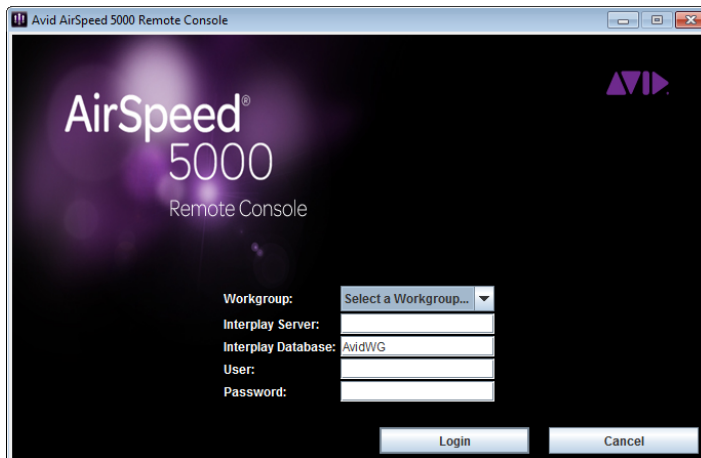 Avid AirSpeed 5000 Remote Console
AVID
AirSpeed®
5000
Remote Console
Workgroup: Select a Workgroup...
Interplay Server:
Interplay Database: AvidWG
User:
Password:
Login Cancel